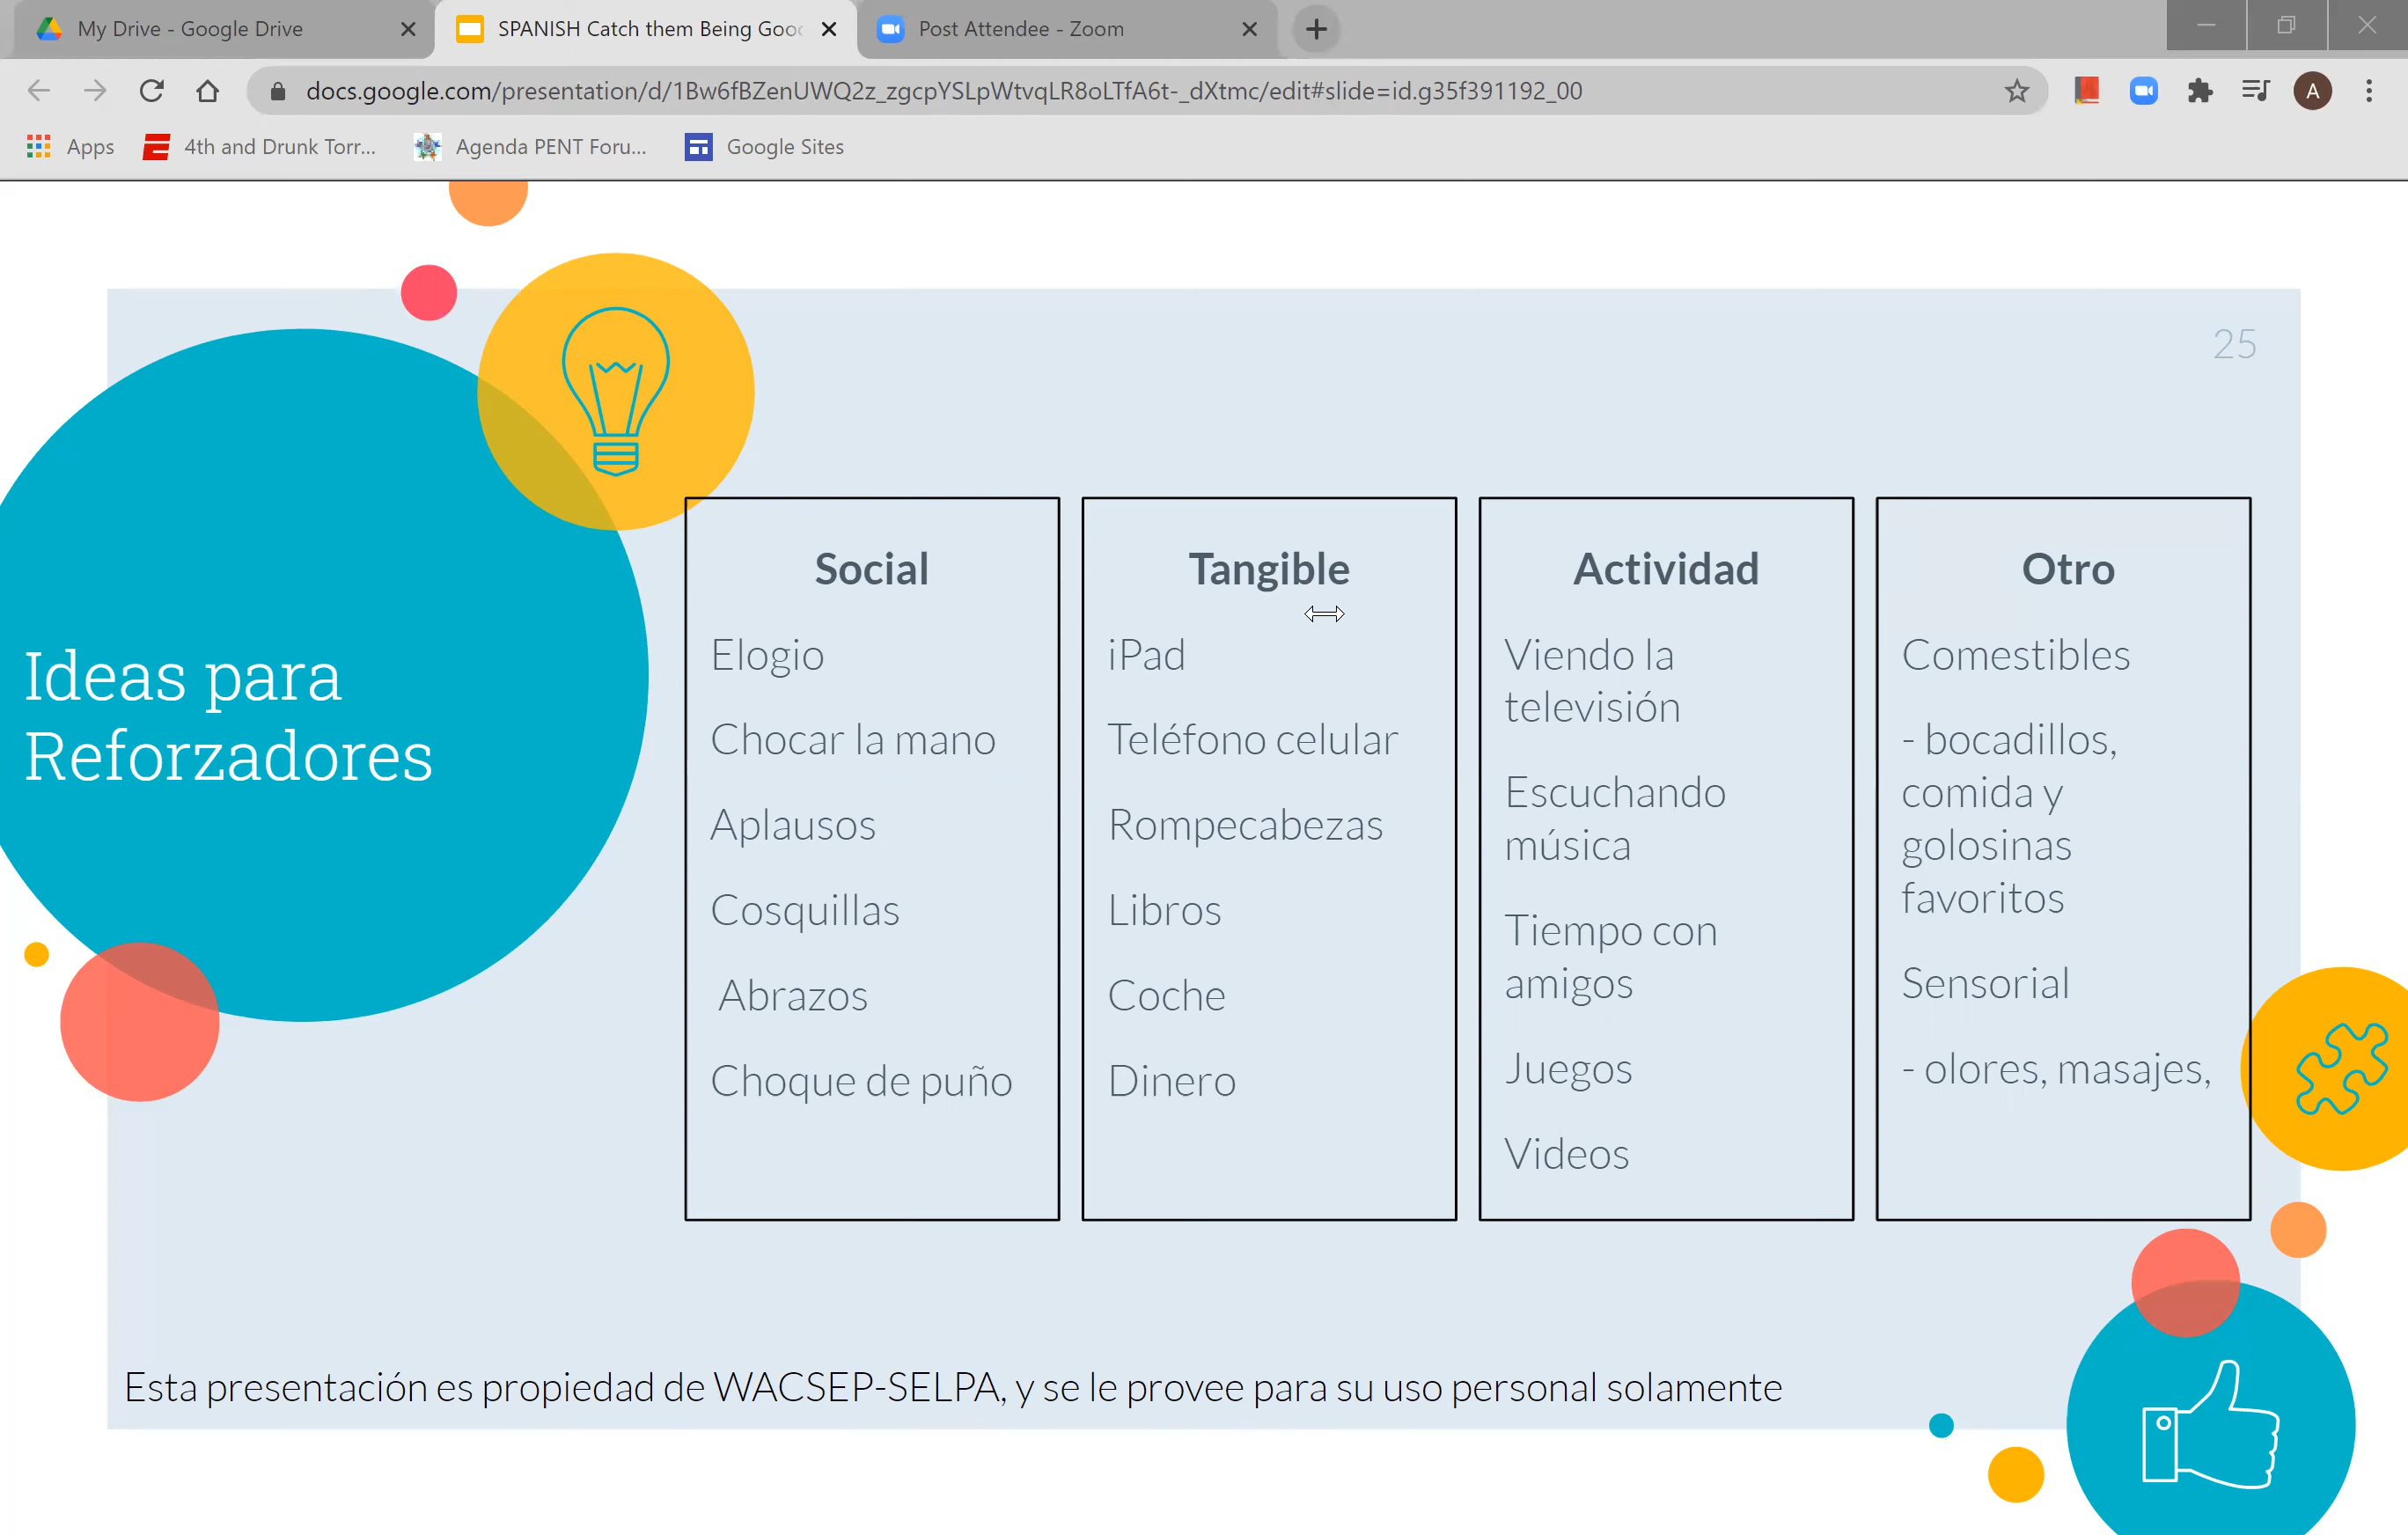 My Drive - Google Drive
SPANISH Catch them Being Goo
Post Attendee - Zoom
docs.google.com/presentation/d/1Bw6fBZenUWQ2z_zgcpYSLpWtvqLR8oLTfA6t-_dXtmc/edit#slide=id.g35f391192_00
A
Apps
4th and Drunk Torr...
Agenda PENT Foru...
Google Sites
25
Ideas para
Reforzadores
Social
Elogio
Chocar la mano
Aplausos
Cosquillas
Abrazos
Choque de puño
Tangible
iPad
Teléfono celular
Rompecabezas
Libros
Coche
Dinero
Actividad
Viendo la
televisión
Escuchando
música
Tiempo con
amigos
Juegos
Videos
Otro
Comestibles
- bocadillos,
comida y
golosinas
favoritos
Sensorial
- olores, masajes,
Esta presentación es propiedad de WACSEP-SELPA, y se le provee para su uso personal solamente